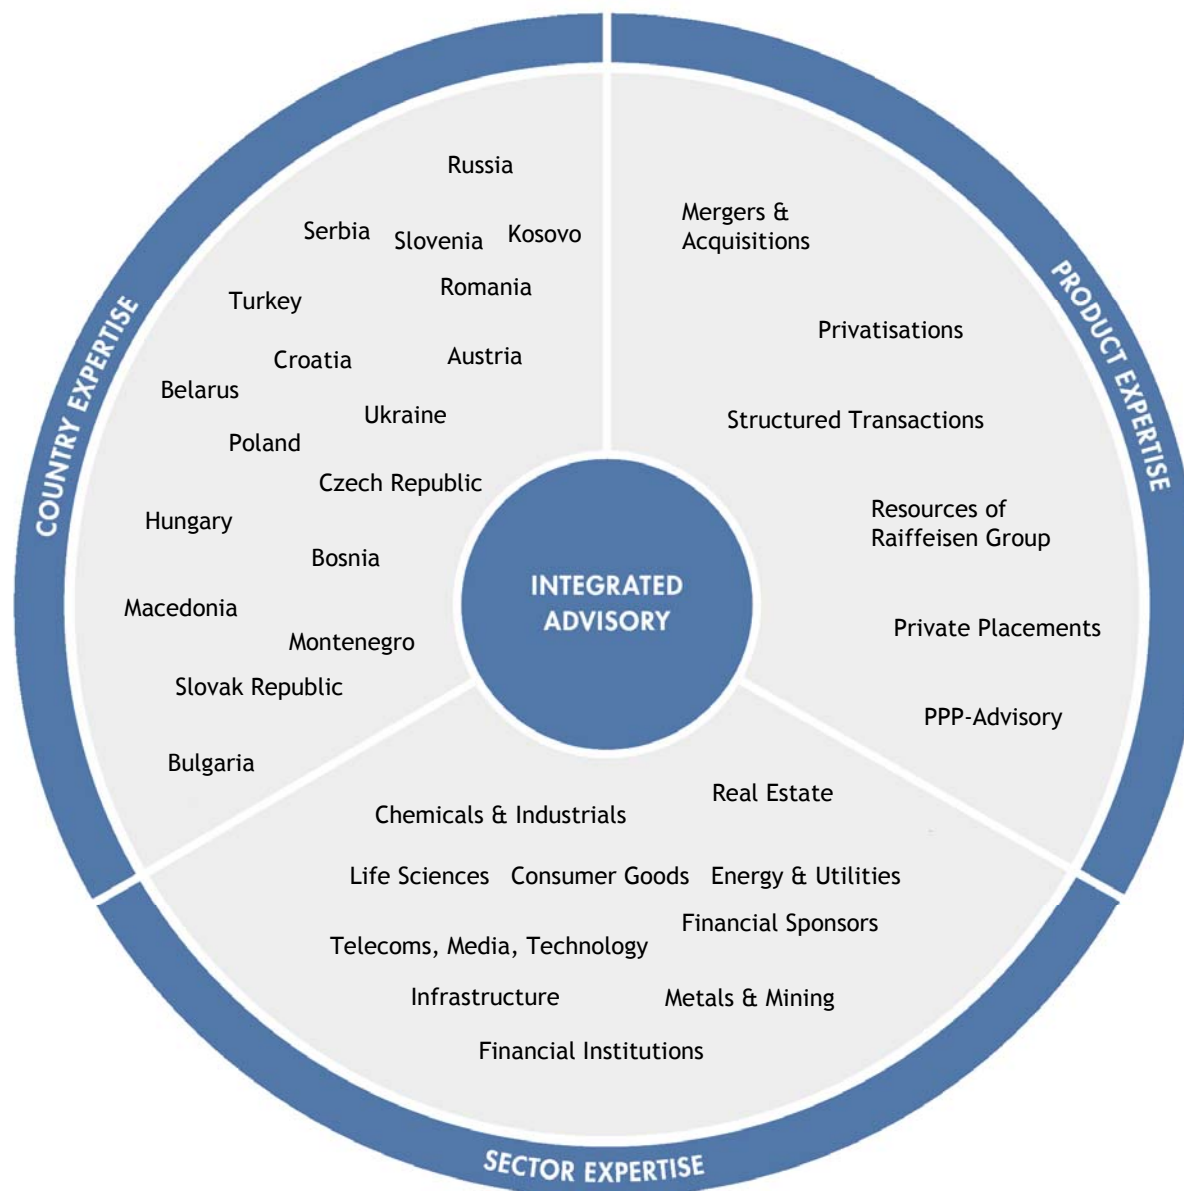 COUNTRY EXPERTISE
Russia
Serbia
Slovenia
Kosovo
Romania
Turkey
Croatia
Austria
Belarus
Ukraine
Poland
Czech Republic
Hungary
Bosnia
Macedonia
Montenegro
Slovak Republic
Bulgaria
PRODUCT EXPERTISE
Mergers &
Acquisitions
Privatisations
Structured Transactions
Resources of
Raiffeisen Group
Private Placements
PPP-Advisory
INTEGRATED
ADVISORY
Real Estate
Chemicals & Industrials
Life Sciences
Consumer Goods
Energy & Utilities
Financial Sponsors
Telecoms, Media, Technology
Infrastructure
Metals & Mining
Financial Institutions
SECTOR EXPERTISE